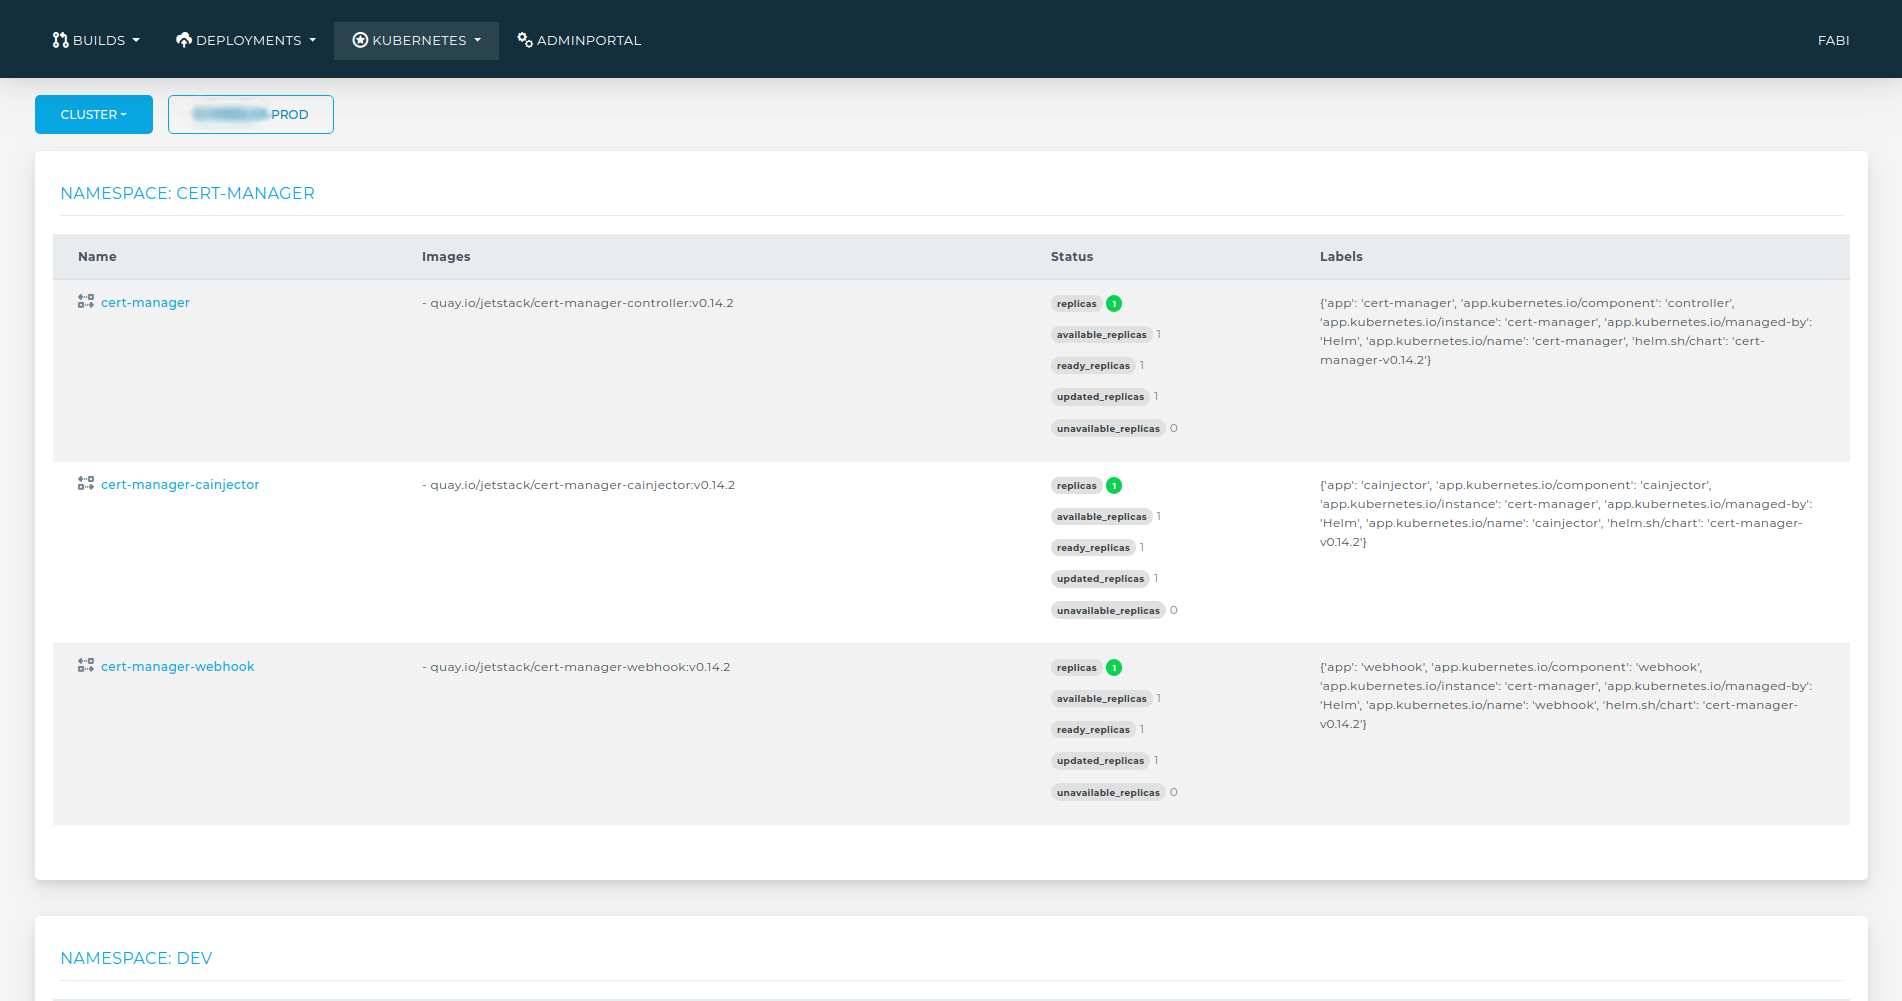 BUILDS DEPLOYMENTS KUBERNETES ADMINPORTAL FABI
CLUSTER -PROD
NAMESPACE: CERT-MANAGER
Name Images Status Labels
cert-manager - quay.io/jetstack/cert-manager-controller:v0.14.2 replicas 1 {'app': 'cert-manager', 'app.kubernetes.io/component': 'controller',
'app.kubernetes.io/instance': 'cert-manager', 'app.kubernetes.io/managed-by':
available_replicas 1
'Helm', 'app.kubernetes.io/name': 'cert-manager', 'helm.sh/chart': 'cert-
manager-v0.14.2'}
ready_replicas 1
updated_replicas 1
unavailable_replicas 0
cert-manager-cainjector - quay.io/jetstack/cert-manager-cainjector:v0.14.2 replicas 1 {'app': 'cainjector', 'app.kubernetes.io/component': 'cainjector',
'app.kubernetes.io/instance': 'cert-manager', 'app.kubernetes.io/managed-by':
available_replicas 1
'Helm', 'app.kubernetes.io/name': 'cainjector', 'helm.sh/chart': 'cert-manager-
v0.14.2'}
ready_replicas 1
updated_replicas 1
unavailable_replicas 0
cert-manager-webhook - quay.io/jetstack/cert-manager-webhook:v0.14.2 replicas 1 {'app': 'webhook', 'app.kubernetes.io/component': 'webhook',
'app.kubernetes.io/instance': 'cert-manager', 'app.kubernetes.io/managed-by':
available_replicas 1
'Helm', 'app.kubernetes.io/name': 'webhook', 'helm.sh/chart': 'cert-manager-
v0.14.2'}
ready_replicas 1
updated_replicas 1
unavailable_replicas 0
NAMESPACE: DEV